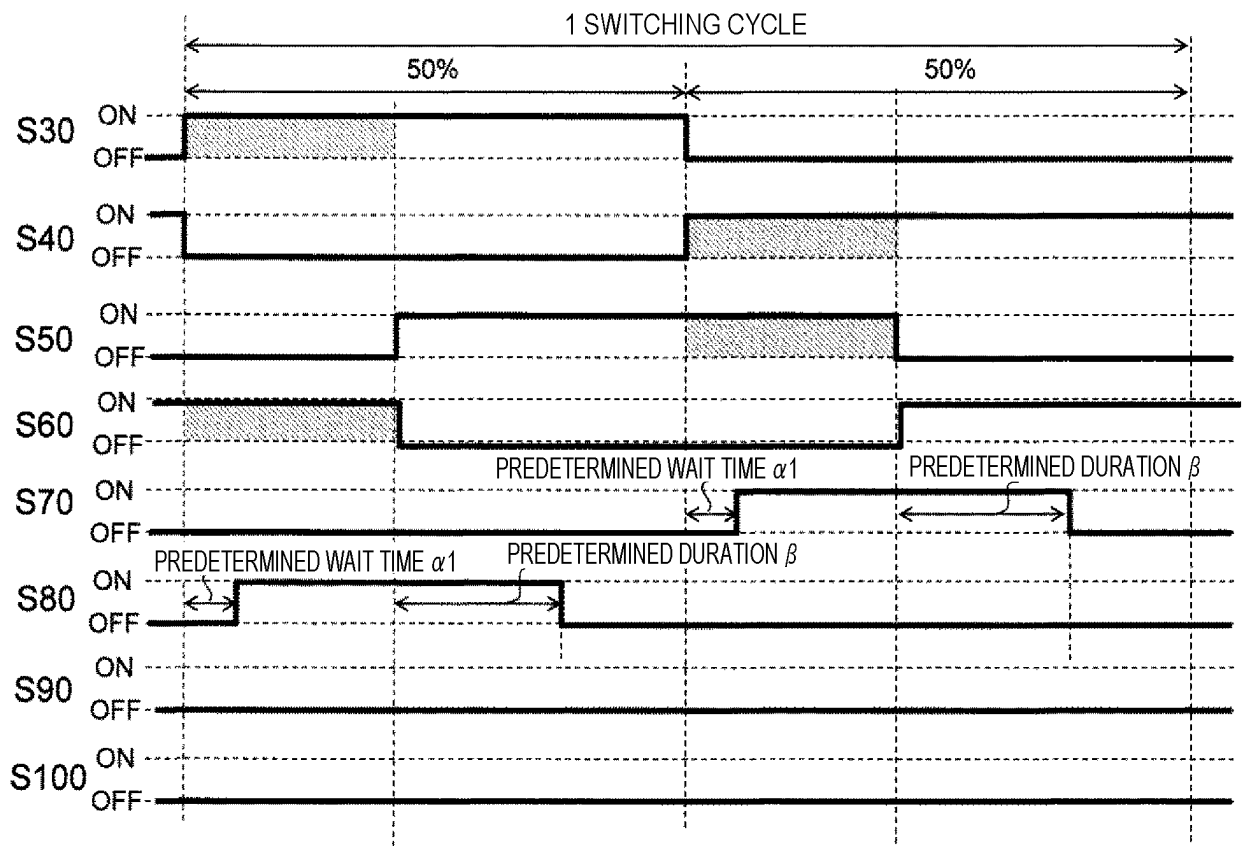 1 SWITCHING CYCLE
50% 50%
S30 ON
OFF
S40 ON
OFF
S50 ON
OFF
S60 ON
OFF
PREDETERMINED WAIT TIME α1 PREDETERMINED DURATION β
S70 ON
OFF
PREDETERMINED WAIT TIME α1 PREDETERMINED DURATION β
S80 ON
OFF
S90 ON
OFF
S100 ON
OFF